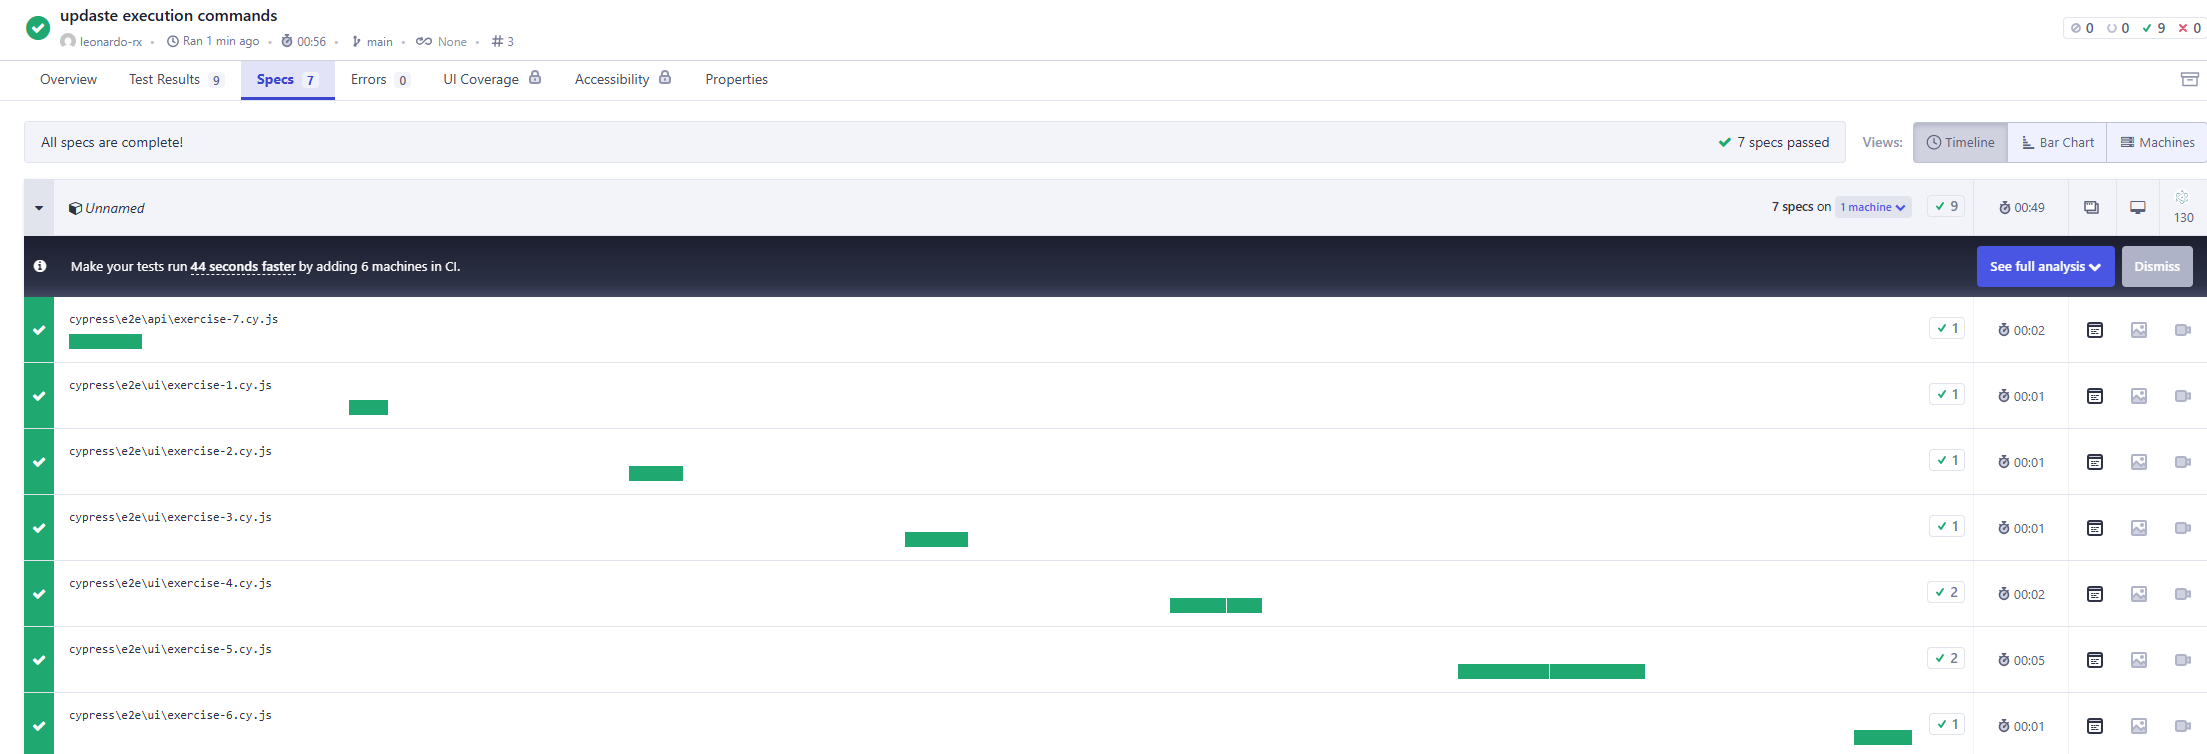 updaste execution commands
leonardo-rx • Ran 1 min ago • 00:56 • main • None • # 3
0 0 9 0
Overview Test Results 9 Specs 7 Errors 0 UI Coverage Accessibility Properties
All specs are complete! 7 specs passed Views: Timeline Bar Chart Machines
Unnamed 7 specs on 1 machine 9 00:49 130
Make your tests run 44 seconds faster by adding 6 machines in CI. See full analysis Dismiss
cypress\e2e\api\exercise-7.cy.js 1 00:02
cypress\e2e\ui\exercise-1.cy.js 1 00:01
cypress\e2e\ui\exercise-2.cy.js 1 00:01
cypress\e2e\ui\exercise-3.cy.js 1 00:01
cypress\e2e\ui\exercise-4.cy.js 2 00:02
cypress\e2e\ui\exercise-5.cy.js 2 00:05
cypress\e2e\ui\exercise-6.cy.js 1 00:01